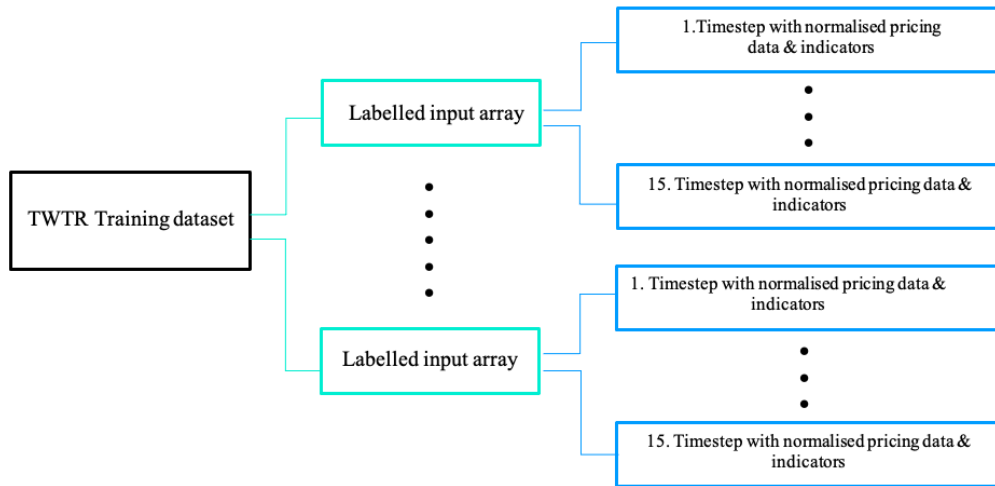 1.Timestep with normalised pricing
data & indicators
Labelled input array
15. Timestep with normalised pricing data &
indicators
TWTR Training dataset
1. Timestep with normalised pricing data &
indicators
Labelled input array
15. Timestep with normalised pricing data &
indicators